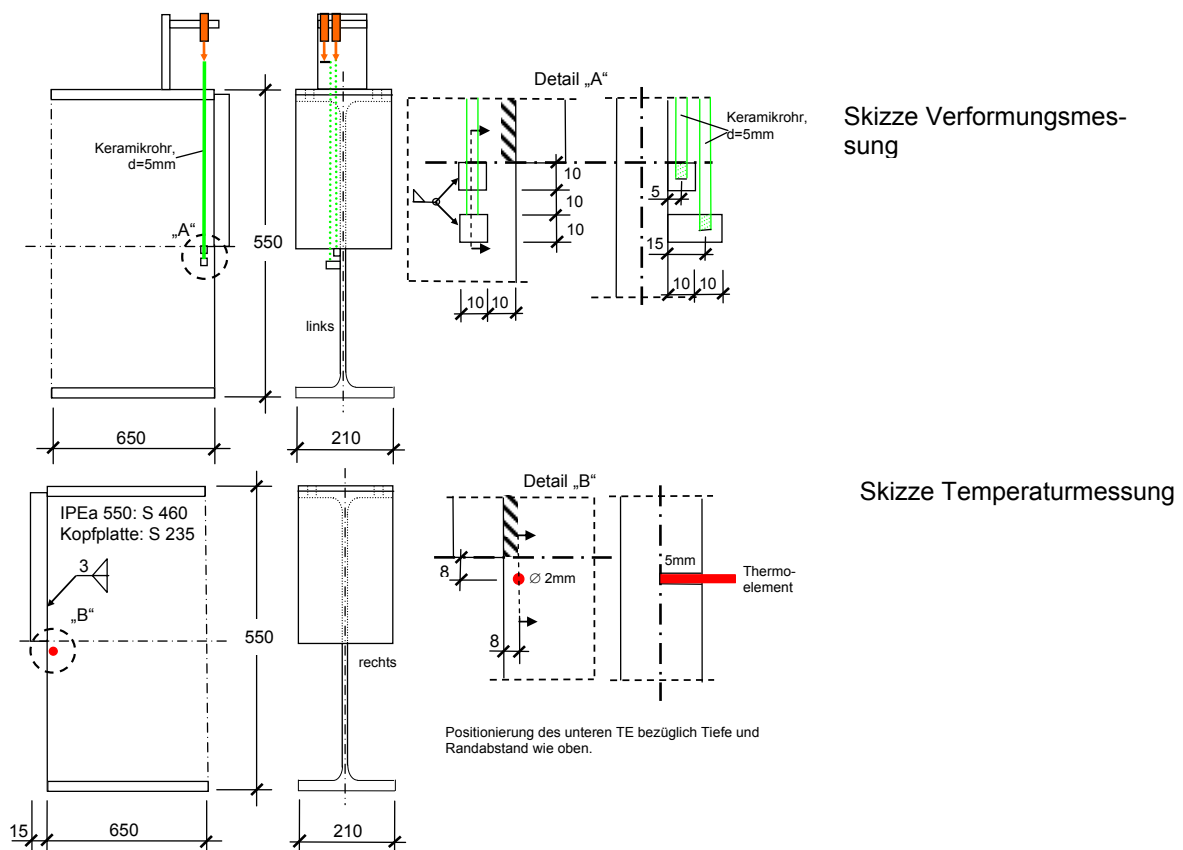 Detail „A“
Skizze Verformungsmes-
sung
Keramikrohr,
d=5mm
Keramikrohr,
d=5mm
10
10
10
5
15
„A“
550
links
10
10
10
10
650
210
Detail „B“
Skizze Temperaturmessung
IPEa 550: S 460
Kopfplatte: S 235
3
„B“
8
∅ 2mm
5mm
Thermo-
element
550
8
rechts
Positionierung des unteren TE bezüglich Tiefe und
Randabstand wie oben.
15
650
210